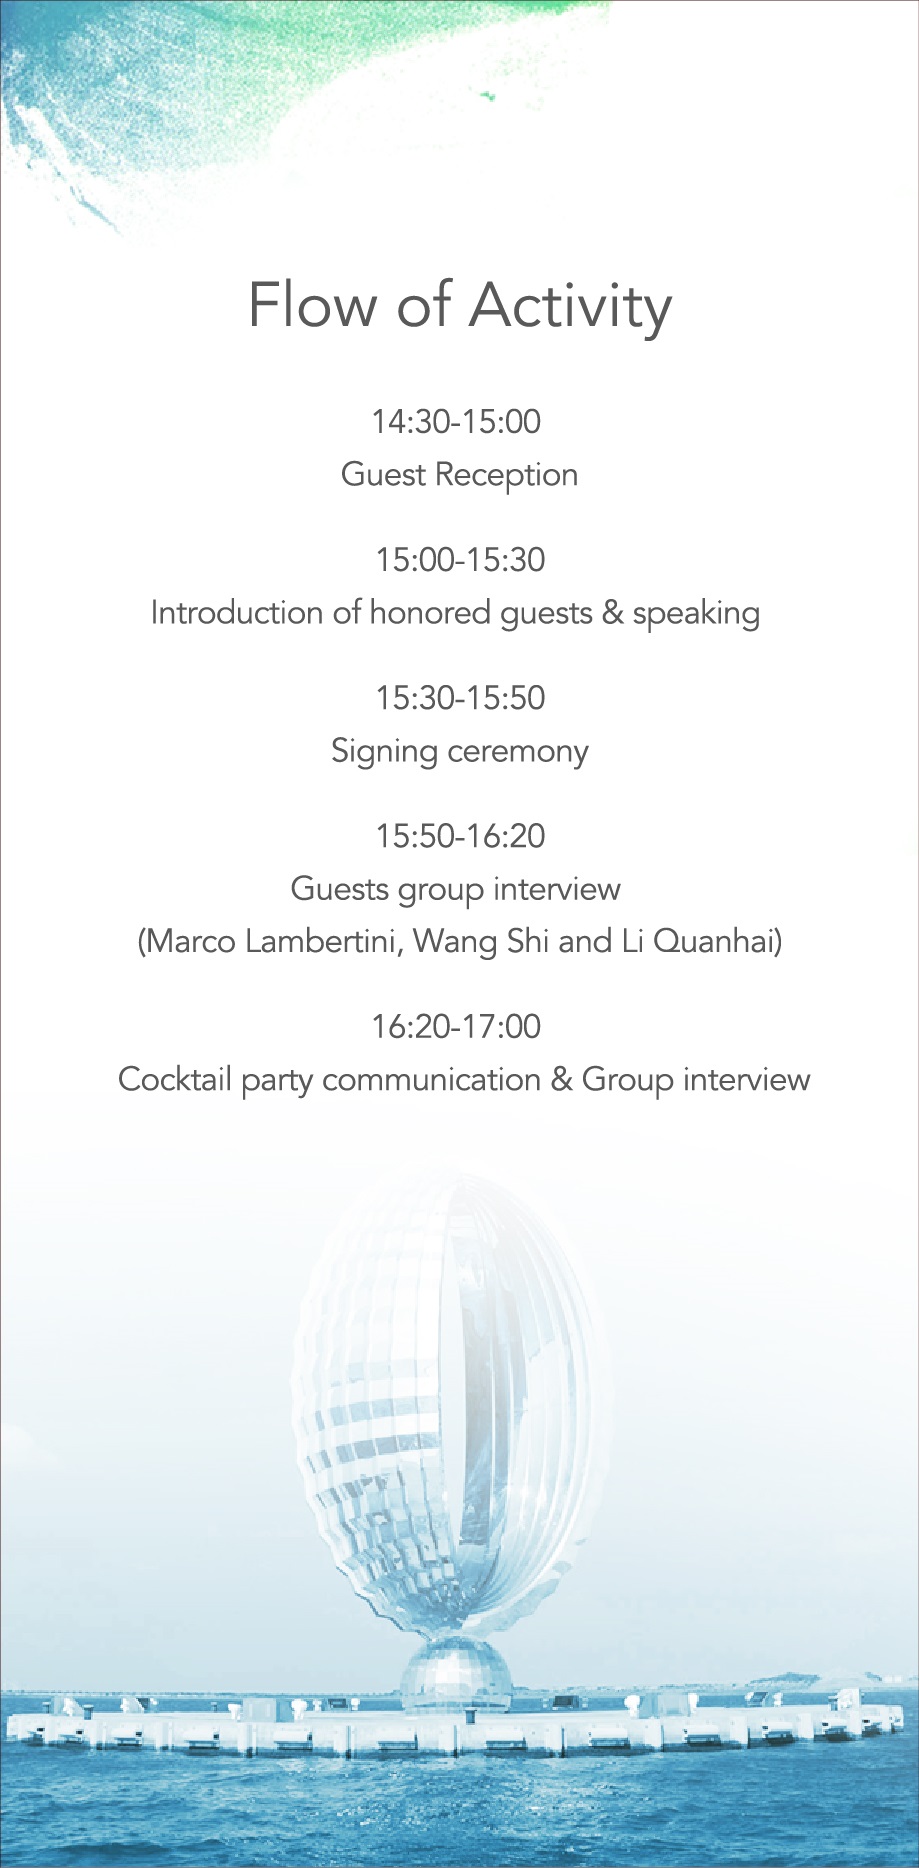 Flow of Activity
14:30-15:00
Guest Reception
15:00-15:30
Introduction of honored guests & speaking
15:30-15:50
Signing ceremony
15:50-16:20
Guests group interview
(Marco Lambertini, Wang Shi and Li Quanhai)
16:20-17:00
Cocktail party communication & Group interview